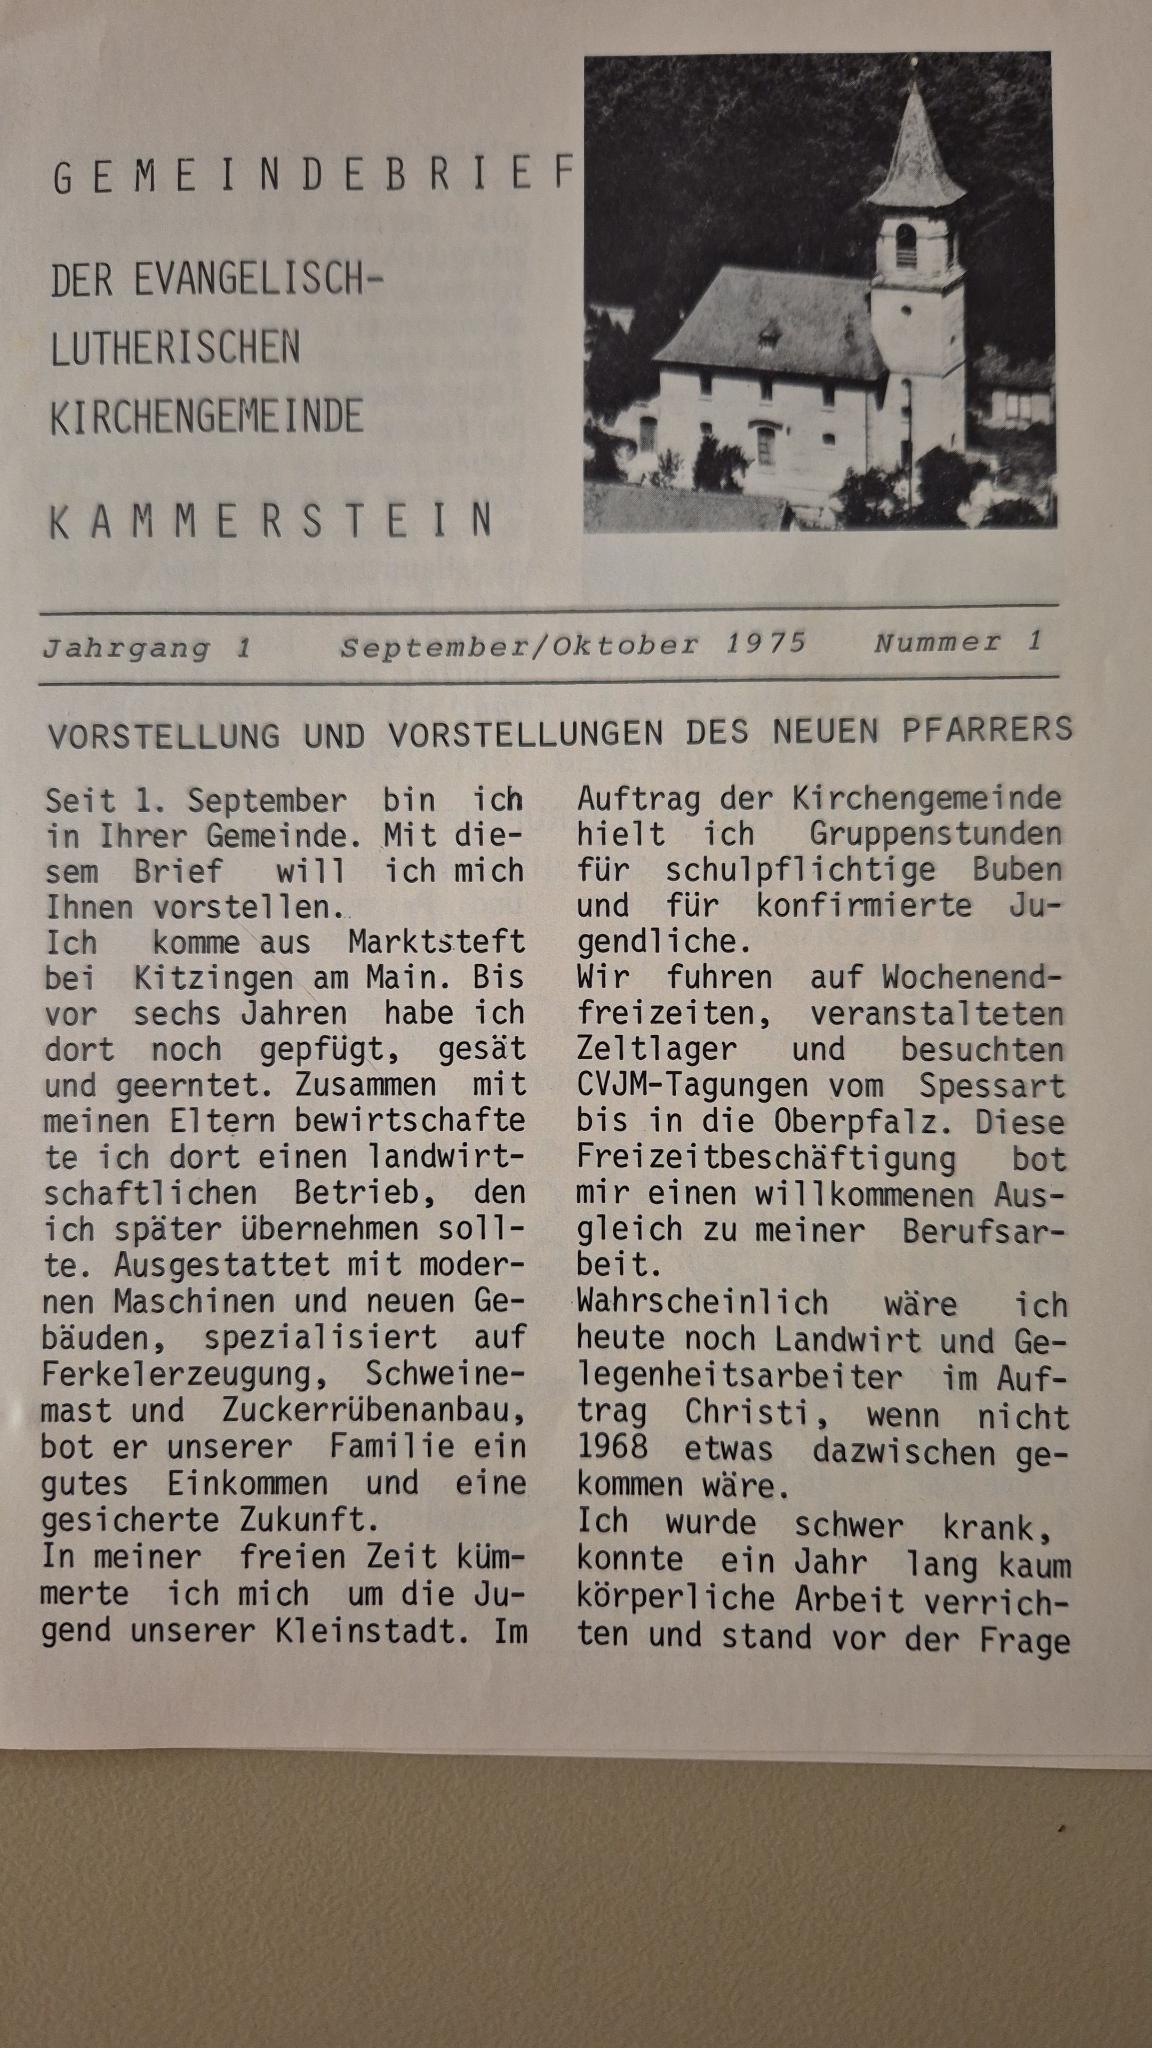 GEMEINDEBRIEF
DER EVANGELISCH-
LUTHERISCHEN
KIRCHENGEMEINDE
KAMMERSTEIN
Jahrgang 1 September/Oktober 1975 Nummer 1
VORSTELLUNG UND VORSTELLUNGEN DES NEUEN PFARRERS
Seit 1. September bin ich
in Ihrer Gemeinde. Mit die-
sem Brief will ich mich
Ihnen vorstellen.
Ich komme aus Marktsteft
bei Kitzingen am Main. Bis
vor sechs Jahren habe ich
dort noch gepfügt, gesät
und geerntet. Zusammen mit
meinen Eltern bewirtschafte
te ich dort einen landwirt-
schaftlichen Betrieb, den
ich später übernehmen soll-
te. Ausgestattet mit moder-
nen Maschinen und neuen Ge-
bäuden, spezialisiert auf
Ferkelerzeugung, Schweine-
mast und Zuckerrübenanbau,
bot er unserer Familie ein
gutes Einkommen und eine
gesicherte Zukunft.
In meiner freien Zeit küm-
merte ich mich um die Ju-
gend unserer Kleinstadt. Im
Auftrag der Kirchengemeinde
hielt ich Gruppenstunden
für schulpflichtige Buben
und für konfirmierte Ju-
gendliche.
Wir fuhren auf Wochenend-
freizeiten, veranstalteten
Zeltlager und besuchten
CVJM-Tagungen vom Spessart
bis in die Oberpfalz. Diese
Freizeitbeschäftigung bot
mir einen willkommenen Aus-
gleich zu meiner Berufsar-
beit.
Wahrscheinlich wäre ich
heute noch Landwirt und Ge-
legenheitsarbeiter im Auf-
trag Christi, wenn nicht
1968 etwas dazwischen ge-
kommen wäre.
Ich wurde schwer krank,
konnte ein Jahr lang kaum
körperliche Arbeit verrich-
ten und stand vor der Frage